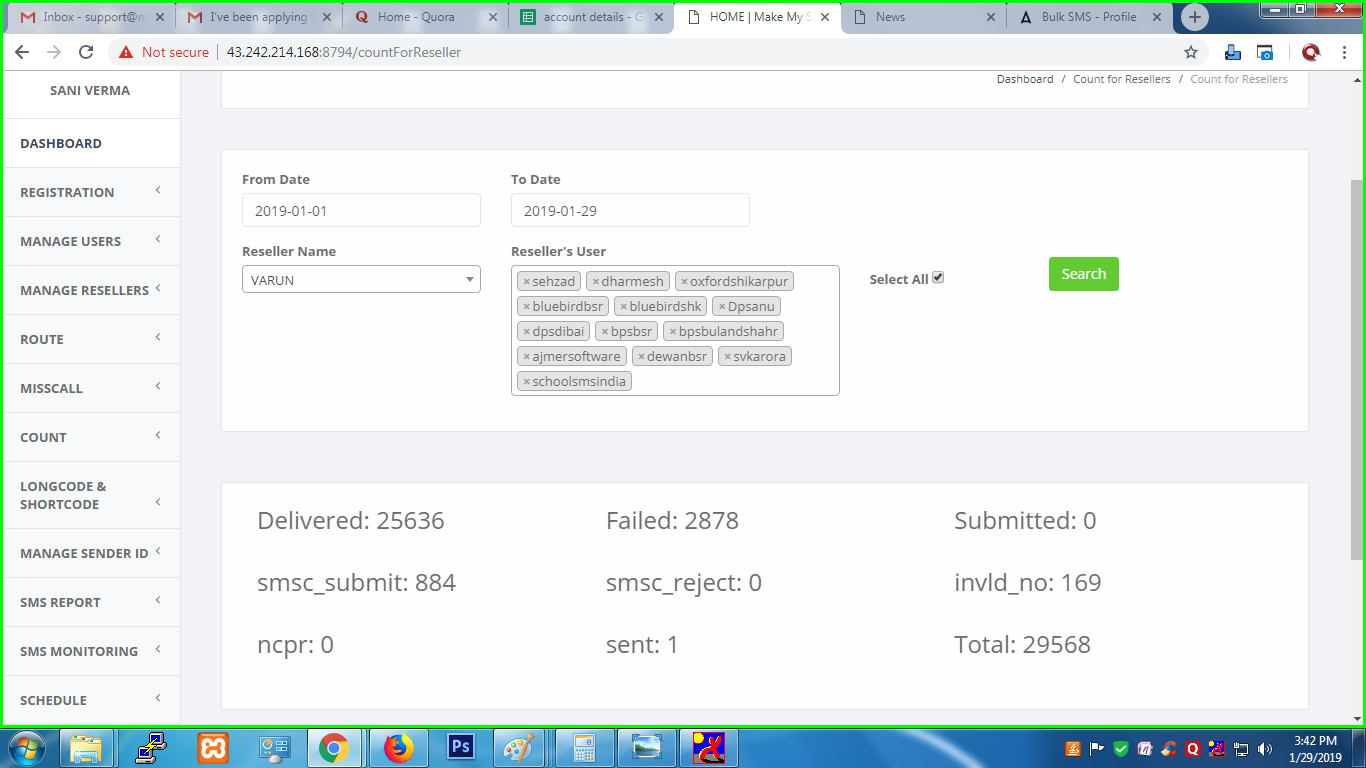 Inbox - support@m
I've been applying
Home - Quora
account details - G
HOME | Make My S
News
Bulk SMS - Profile
Not secure
43.242.214.168:8794/countForReseller
SANI VERMA
Dashboard / Count for Resellers / Count for Resellers
DASHBOARD
REGISTRATION
MANAGE USERS
MANAGE RESELLERS
ROUTE
MISSCALL
COUNT
LONGCODE &
SHORTCODE
MANAGE SENDER ID
SMS REPORT
SMS MONITORING
SCHEDULE
From Date
To Date
2019-01-01
2019-01-29
Reseller Name
Reseller's User
VARUN
× sehzad × dharmesh × oxfordshikarpur
× bluebirdbsr × bluebirdshk × Dpsanu
× dpsdibai × bpsbsr × bpsbulandshahr
× ajmersoftware × dewanbsr × svkarora
× schoolsmsindia
Select All
Search
Delivered: 25636
Failed: 2878
Submitted: 0
smsc_submit: 884
smsc_reject: 0
invld_no: 169
ncpr: 0
sent: 1
Total: 29568
Ps
3:42 PM
1/29/2019